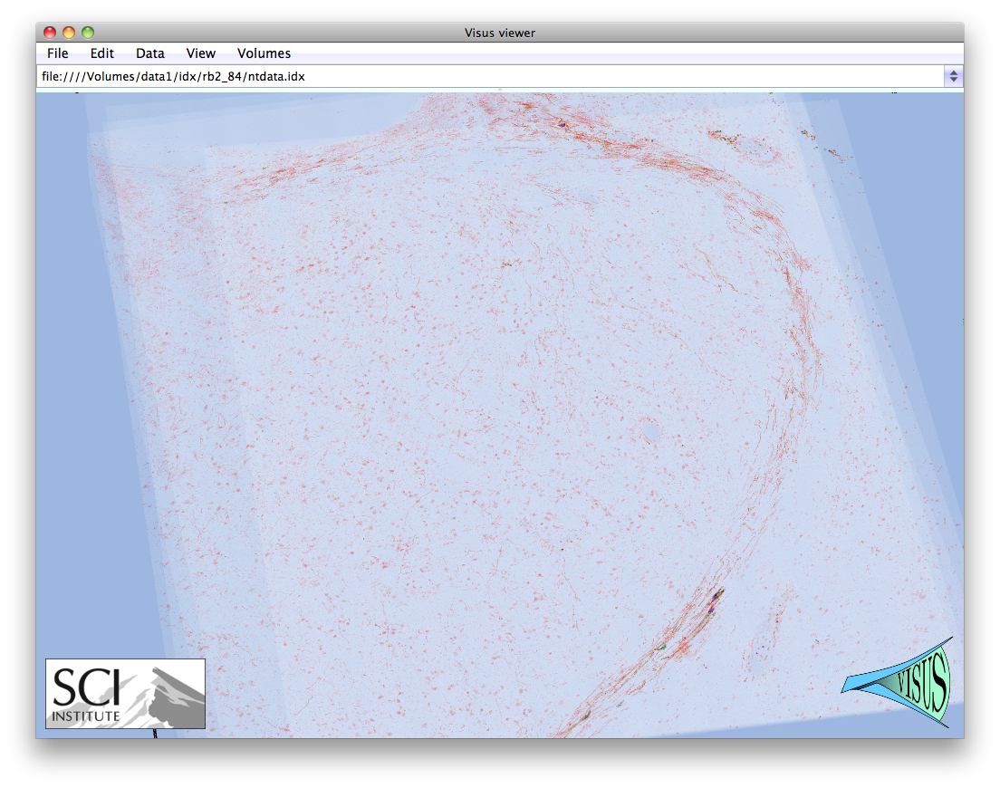 Visus viewer
File Edit Data View Volumes
file:////Volumes/data1/idx/rb2_84/ntdata.idx
SCI
INSTITUTE
VISUS